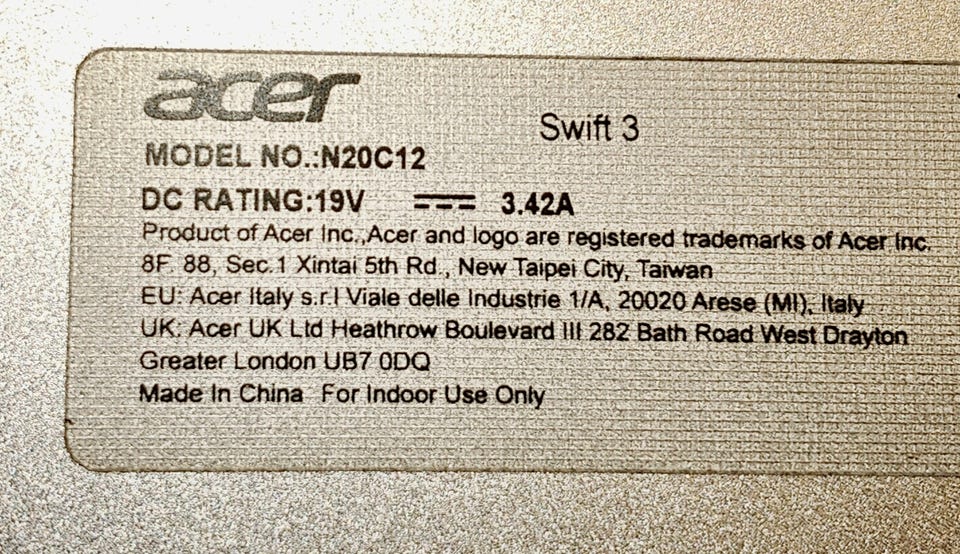 acer
Swift 3
MODEL NO.:N20C12
DC RATING:19V ⎓ 3.42A
Product of Acer Inc.,Acer and logo are registered trademarks of Acer Inc.
8F. 88, Sec.1 Xintai 5th Rd., New Taipei City, Taiwan
EU: Acer Italy s.r.l Viale delle Industrie 1/A, 20020 Arese (MI), Italy
UK: Acer UK Ltd Heathrow Boulevard III 282 Bath Road West Drayton
Greater London UB7 0DQ
Made In China For Indoor Use Only